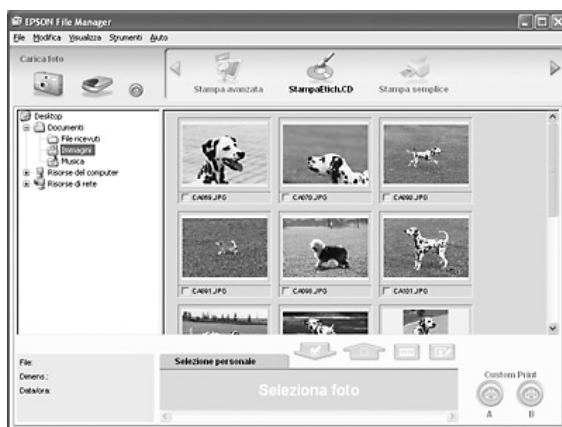 EPSON File Manager
File Modifica Visualizza Strumenti Aiuto
Carica foto
Stampa avanzata StampaEtich.CD Stampa semplice
Desktop
Documenti
File ricevuti
Immagini
Musica
Risorse del computer
Risorse di rete
CA069.JPG CA079.JPG CA090.JPG
CA091.JPG CA098.JPG CA101.JPG
File:
Dimens.:
Data/ora:
Selezione personale
Seleziona foto
Custom Print
A B